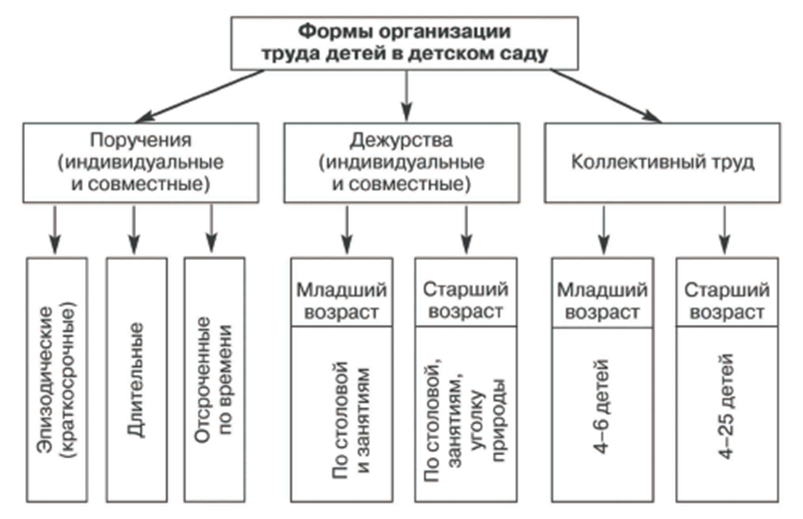 Формы организации
труда детей в детском саду
Поручения
(индивидуальные
и совместные)
Дежурства
(индивидуальные
и совместные)
Коллективный труд
Эпизодические
(краткосрочные)
Длительные
Отсроченные
по времени
Младший
возраст
По столовой
и занятиям
Старший
возраст
По столовой,
занятиям,
уголку
природы
Младший
возраст
4–6 детей
Старший
возраст
4–25 детей